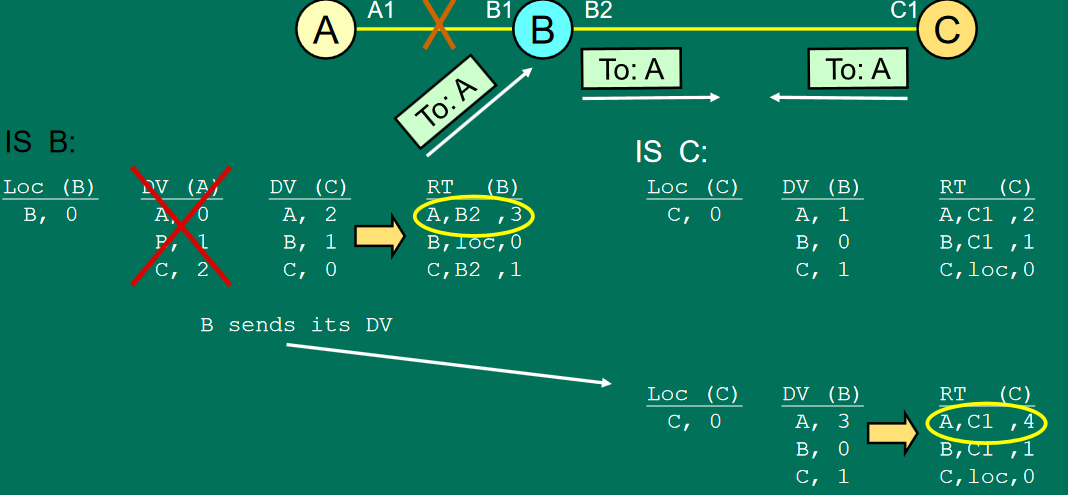 A A1 B1 B B2 C1 C
To: A To: A To: A
IS B:
IS C:
Loc (B) DV (A) DV (C) RT (B) Loc (C) DV (B) RT (C)
B, 0 A, 0 A, 2 A,B2 ,3 C, 0 A, 1 A,C1 ,2
B, 1 B, 1 B,loc,0 B, 0 B,C1 ,1
C, 2 C, 0 C,B2 ,1 C, 1 C,loc,0
B sends its DV
Loc (C) DV (B) RT (C)
C, 0 A, 3 A,C1 ,4
B, 0 B,C1 ,1
C, 1 C,loc,0